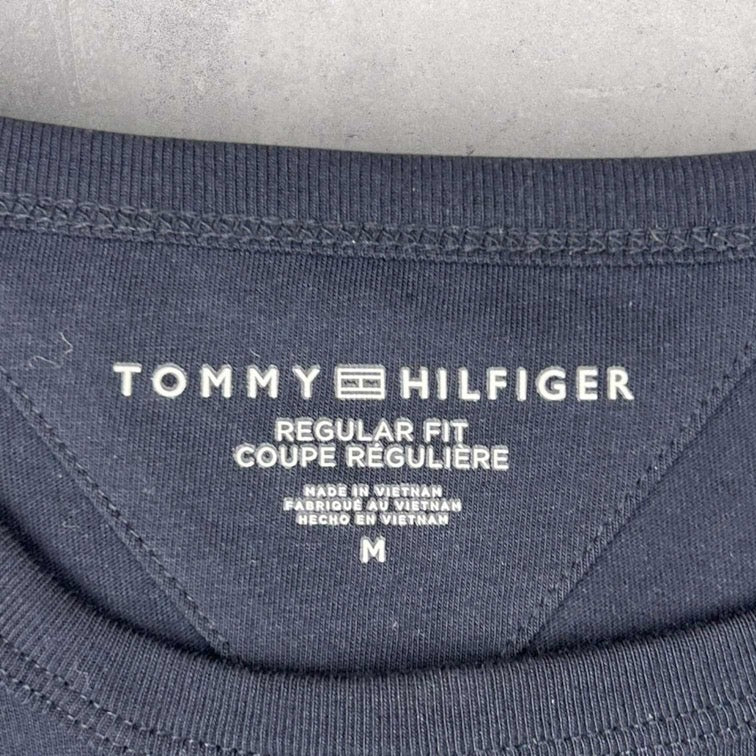 TOMMY HILFIGER
REGULAR FIT
COUPE RÉGULIÈRE
MADE IN VIETNAM
FABRIQUÉ AU VIETNAM
HECHO EN VIETNAM
M